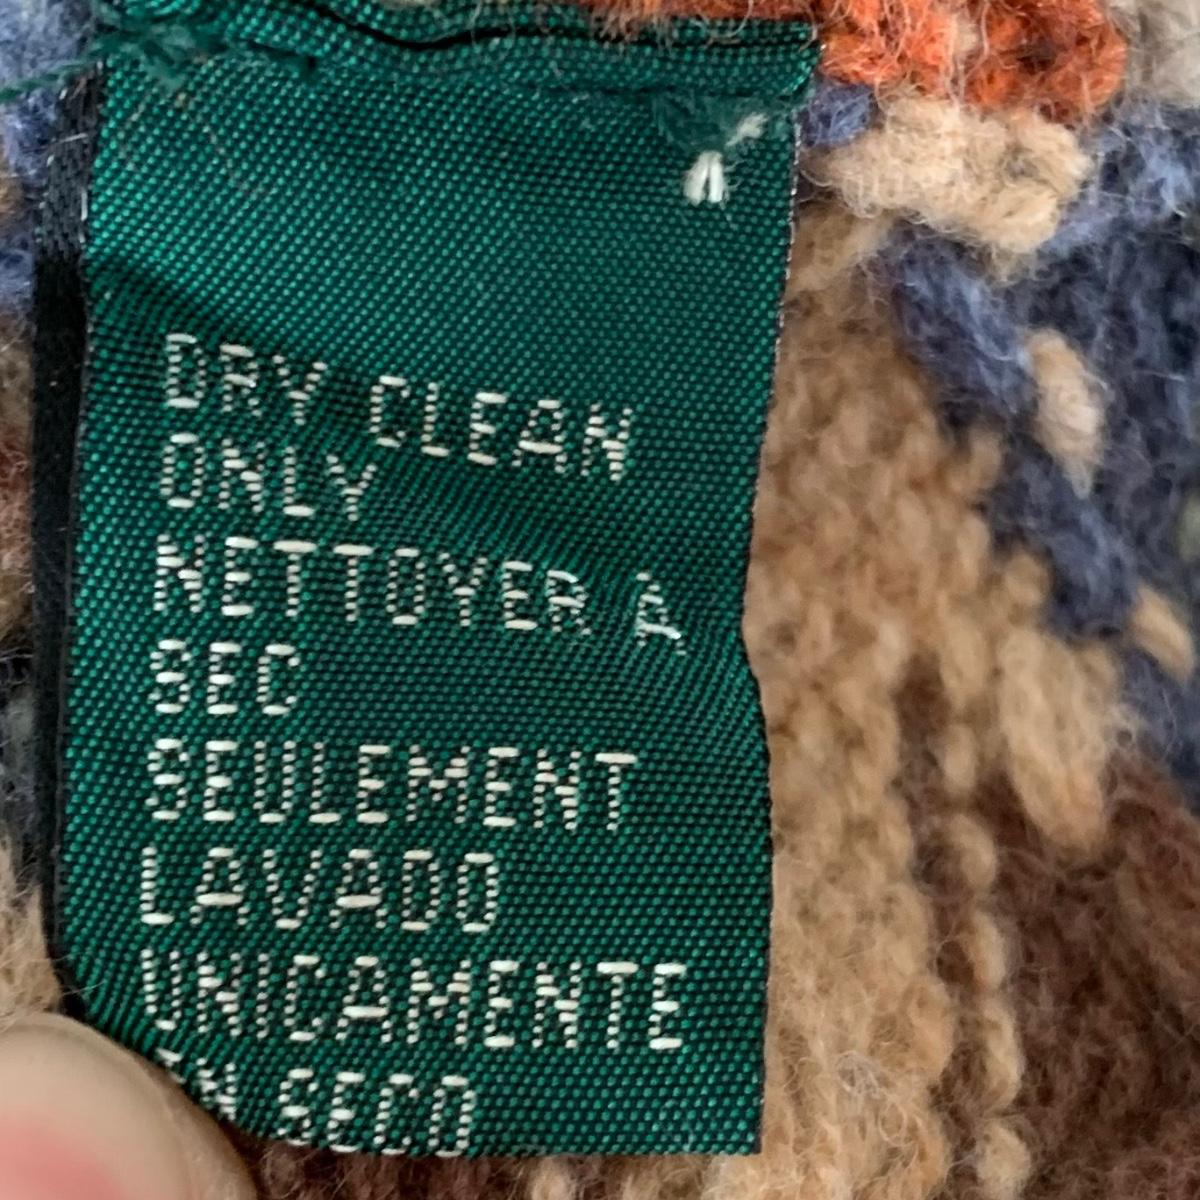 DRY CLEAN
ONLY
NETTOYER A
SEC
SEULEMENT
LAVADO
UNICAMENTE
EN SECO